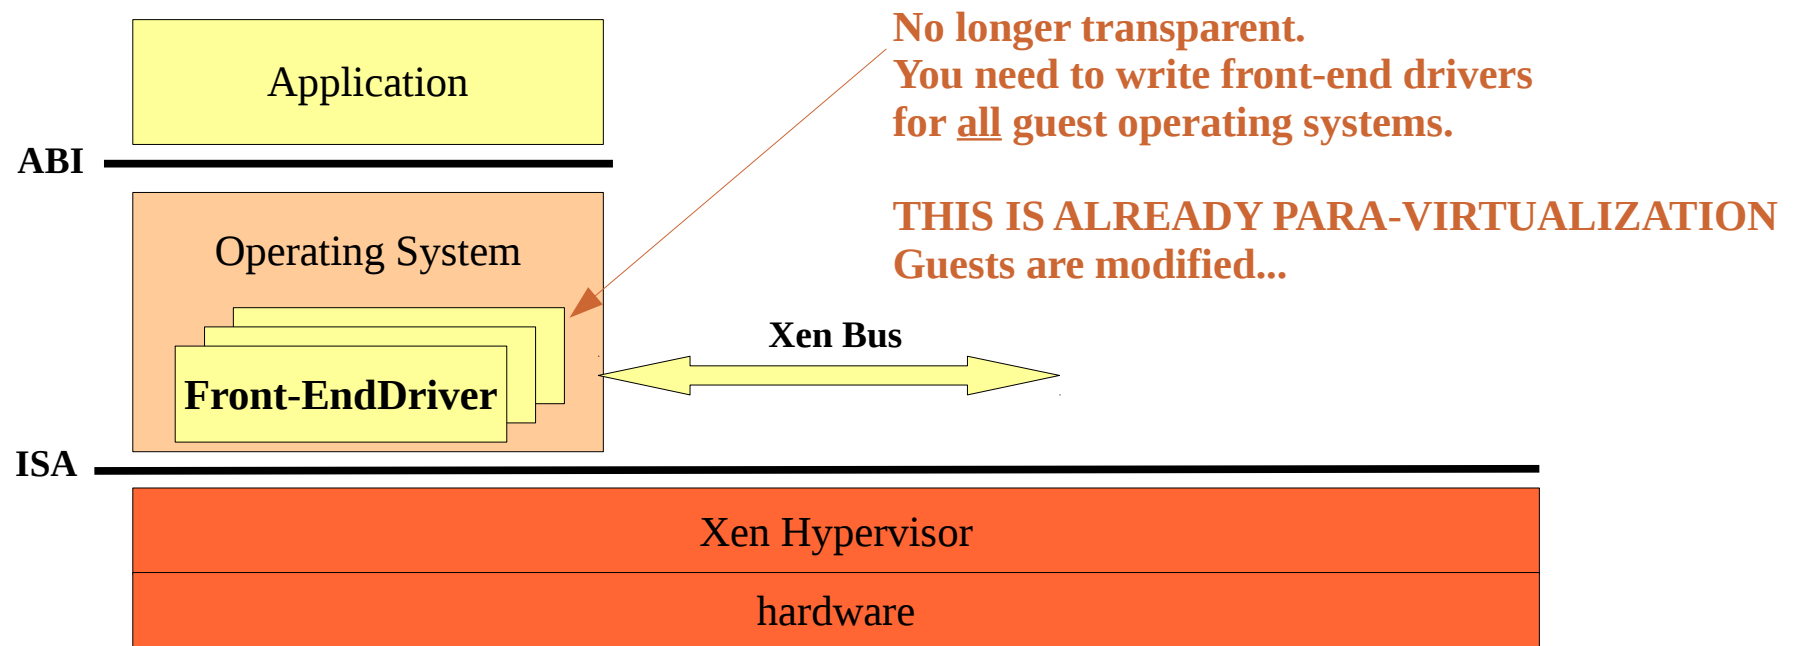 No longer transparent.
You need to write front-end drivers
for all guest operating systems.
THIS IS ALREADY PARA-VIRTUALIZATION
Guests are modified...
Application
ABI
Operating System
Front-EndDriver
Xen Bus
ISA
Xen Hypervisor
hardware